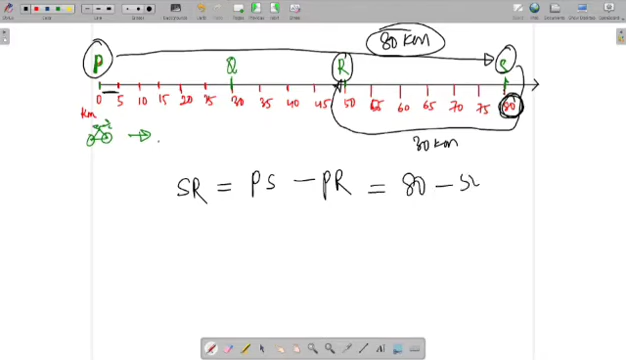 80 Km
P Q R S
0 5 10 15 20 25 30 35 40 45 50 55 60 65 70 75 80
Km
30 Km
SR = PS - PR = 80 - 50